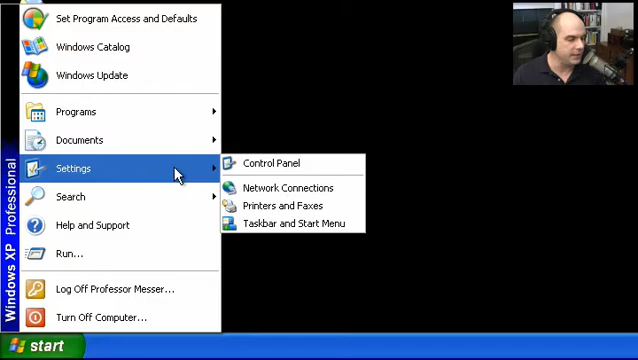 Set Program Access and Defaults
Windows Catalog
Windows Update
Programs
Documents
Settings
Search
Help and Support
Run...
Log Off Professor Messer...
Turn Off Computer...
Control Panel
Network Connections
Printers and Faxes
Taskbar and Start Menu
Windows XP Professional
start